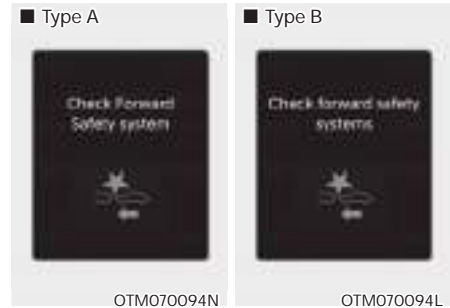 ■ Type A
Check Forward
Safety system
OTM070094N
■ Type B
Check forward safety
systems
OTM070094L